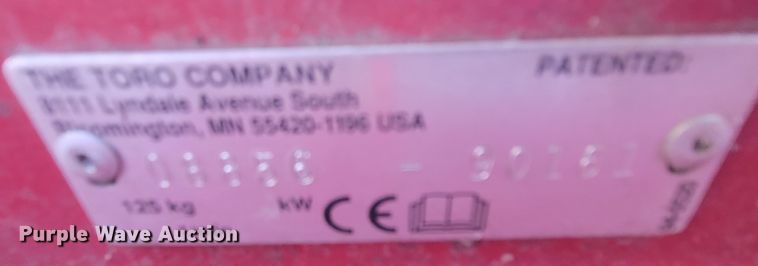 THE TORO COMPANY
PATENTED:
8111 Lyndale Avenue South
Bloomington, MN 55420-1196 USA
125 kg kW CE
Purple Wave Auction